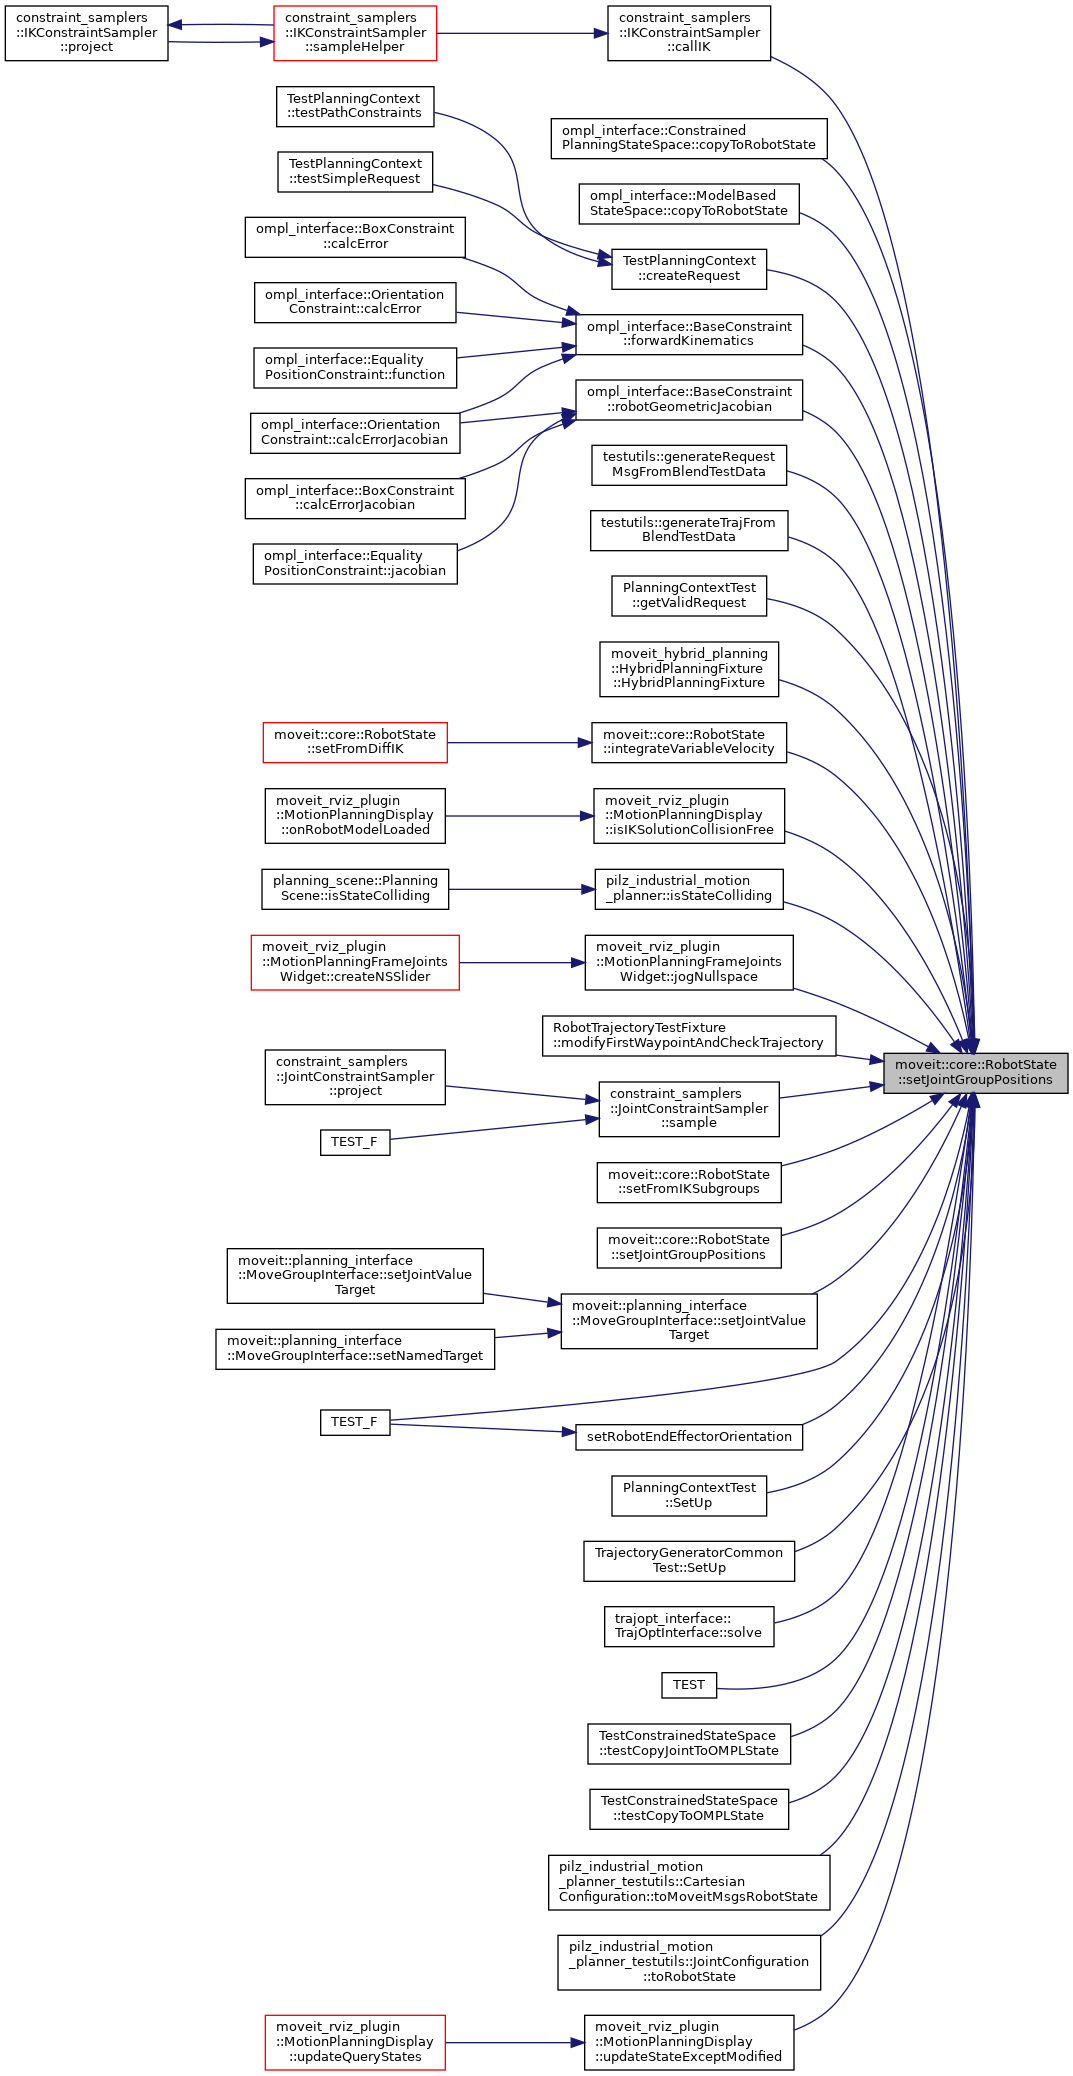 constraint_samplers
::IKConstraintSampler
::project
constraint_samplers
::IKConstraintSampler
::sampleHelper
constraint_samplers
::IKConstraintSampler
::callIK
TestPlanningContext
::testPathConstraints
ompl_interface::Constrained
PlanningStateSpace::copyToRobotState
TestPlanningContext
::testSimpleRequest
ompl_interface::ModelBased
StateSpace::copyToRobotState
ompl_interface::BoxConstraint
::calcError
TestPlanningContext
::createRequest
ompl_interface::Orientation
Constraint::calcError
ompl_interface::BaseConstraint
::forwardKinematics
ompl_interface::Equality
PositionConstraint::function
ompl_interface::BaseConstraint
::robotGeometricJacobian
ompl_interface::Orientation
Constraint::calcErrorJacobian
testutils::generateRequest
MsgFromBlendTestData
ompl_interface::BoxConstraint
::calcErrorJacobian
testutils::generateTrajFrom
BlendTestData
ompl_interface::Equality
PositionConstraint::jacobian
PlanningContextTest
::getValidRequest
moveit_hybrid_planning
::HybridPlanningFixture
::HybridPlanningFixture
moveit::core::RobotState
::setFromDiffIK
moveit::core::RobotState
::integrateVariableVelocity
moveit_rviz_plugin
::MotionPlanningDisplay
::onRobotModelLoaded
moveit_rviz_plugin
::MotionPlanningDisplay
::isIKSolutionCollisionFree
planning_scene::Planning
Scene::isStateColliding
pilz_industrial_motion
_planner::isStateColliding
moveit_rviz_plugin
::MotionPlanningFrameJoints
Widget::createNSSlider
moveit_rviz_plugin
::MotionPlanningFrameJoints
Widget::jogNullspace
RobotTrajectoryTestFixture
::modifyFirstWaypointAndCheckTrajectory
moveit::core::RobotState
::setJointGroupPositions
constraint_samplers
::JointConstraintSampler
::project
constraint_samplers
::JointConstraintSampler
::sample
TEST_F
moveit::core::RobotState
::setFromIKSubgroups
moveit::core::RobotState
::setJointGroupPositions
moveit::planning_interface
::MoveGroupInterface::setJointValue
Target
moveit::planning_interface
::MoveGroupInterface::setJointValue
Target
moveit::planning_interface
::MoveGroupInterface::setNamedTarget
TEST_F
setRobotEndEffectorOrientation
PlanningContextTest
::SetUp
TrajectoryGeneratorCommon
Test::SetUp
trajopt_interface::
TrajOptInterface::solve
TEST
TestConstrainedStateSpace
::testCopyJointToOMPLState
TestConstrainedStateSpace
::testCopyToOMPLState
pilz_industrial_motion
_planner_testutils::Cartesian
Configuration::toMoveitMsgsRobotState
pilz_industrial_motion
_planner_testutils::JointConfiguration
::toRobotState
moveit_rviz_plugin
::MotionPlanningDisplay
::updateQueryStates
moveit_rviz_plugin
::MotionPlanningDisplay
::updateStateExceptModified